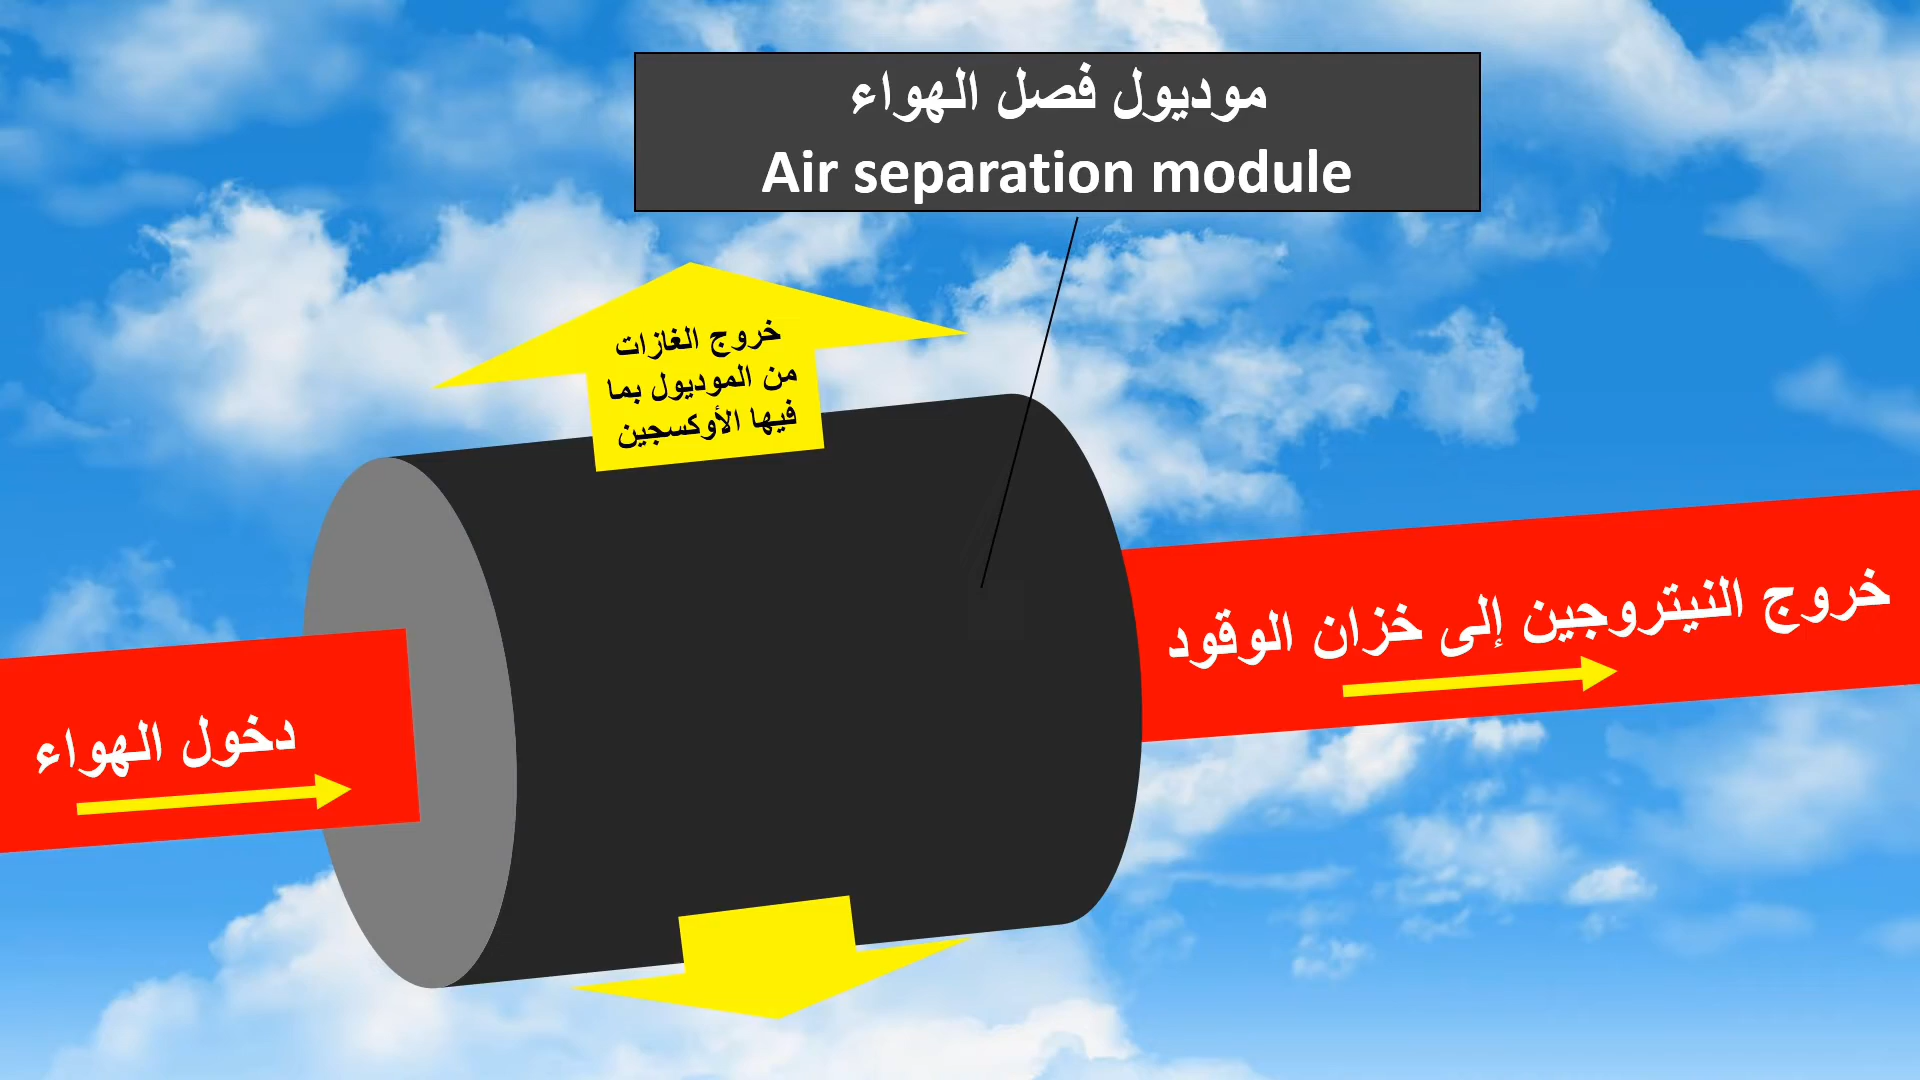 موديول فصل الهواء
Air separation module
خروج الغازات
من الموديول بما
فيها الأوكسجين
خروج النيتروجين إلى خزان الوقود
دخول الهواء